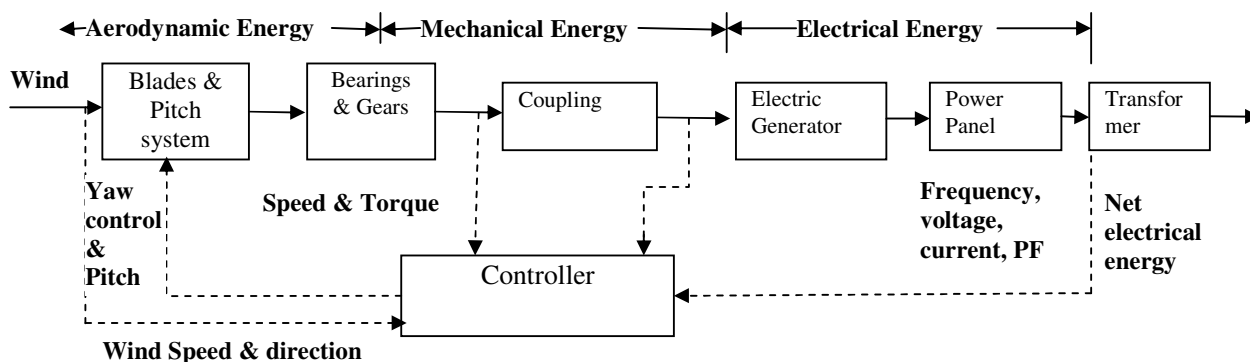 Aerodynamic Energy
Mechanical Energy
Electrical Energy
Wind
Blades &
Pitch
system
Bearings
& Gears
Coupling
Electric
Generator
Power
Panel
Transfor
mer
Yaw
control
&
Pitch
Speed & Torque
Frequency,
voltage,
current, PF
Net
electrical
energy
Controller
Wind Speed & direction